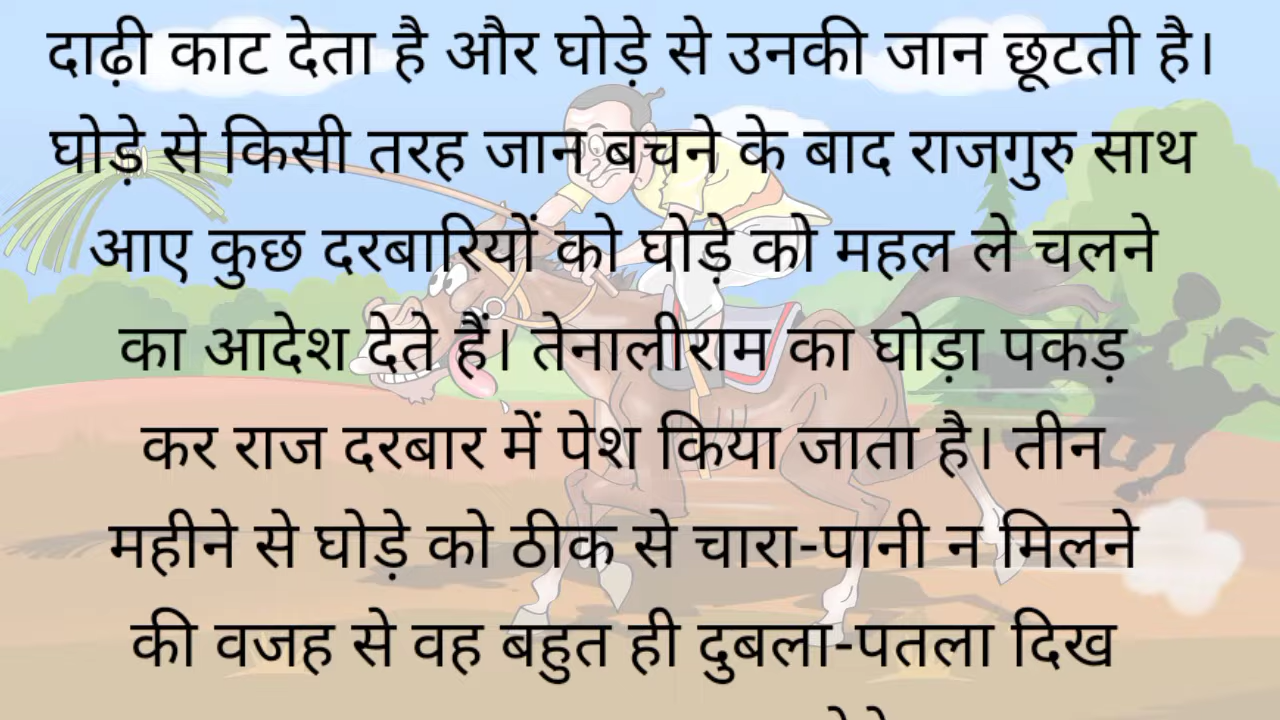 दाढ़ी काट देता है और घोड़े से उनकी जान छूटती है।
घोड़े से किसी तरह जान बचने के बाद राजगुरु साथ
आए कुछ दरबारियों को घोड़े को महल ले चलने
का आदेश देते हैं। तेनालीराम का घोड़ा पकड़
कर राज दरबार में पेश किया जाता है। तीन
महीने से घोड़े को ठीक से चारा-पानी न मिलने
की वजह से वह बहुत ही दुबला-पतला दिख